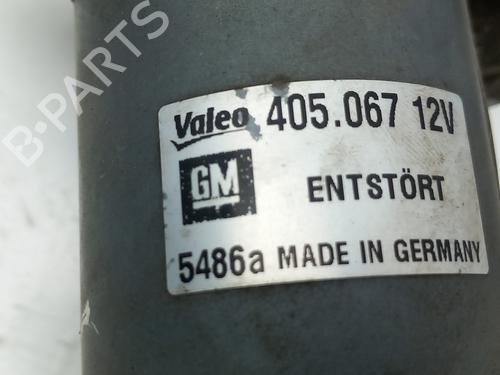 B-PARTS
Valeo 405.067 12V
GM ENTSTÖRT
5486a MADE IN GERMANY